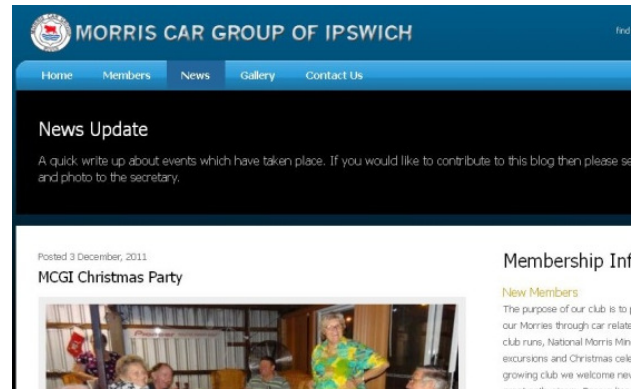 MORRIS CAR GROUP OF IPSWICH
find
Home Members News Gallery Contact Us
News Update
A quick write up about events which have taken place. If you would like to contribute to this blog then please se
and photo to the secretary.
Posted 3 December, 2011
MCGI Christmas Party
Membership Inf
New Members
The purpose of our club is to p
our Morries through car relate
club runs, National Morris Min
excursions and Christmas cele
growing club we welcome new